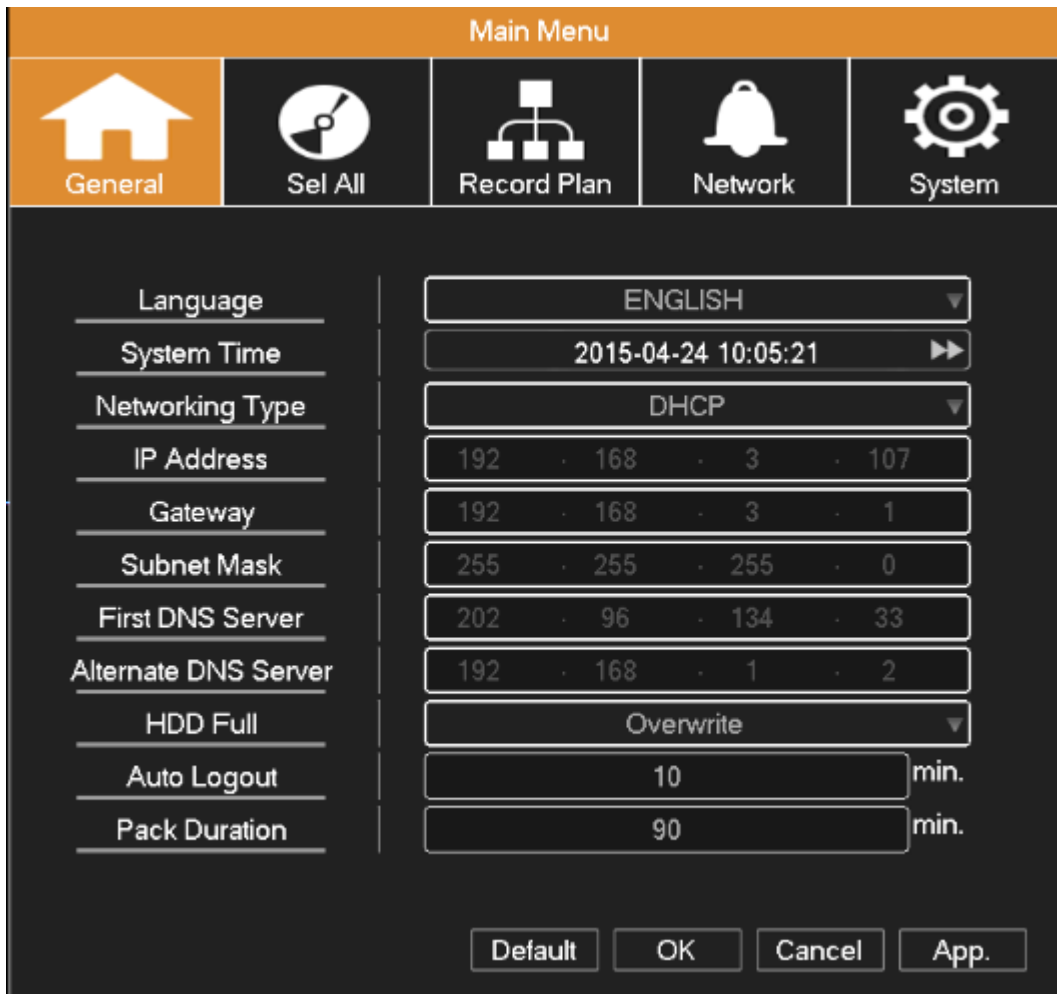 Main Menu
General Sel All Record Plan Network System
Language ENGLISH
System Time 2015-04-24 10:05:21
Networking Type DHCP
IP Address 192 . 168 . 3 . 107
Gateway 192 . 168 . 3 . 1
Subnet Mask 255 . 255 . 255 . 0
First DNS Server 202 . 96 . 134 . 33
Alternate DNS Server 192 . 168 . 1 . 2
HDD Full Overwrite
Auto Logout 10 min.
Pack Duration 90 min.
Default OK Cancel App.